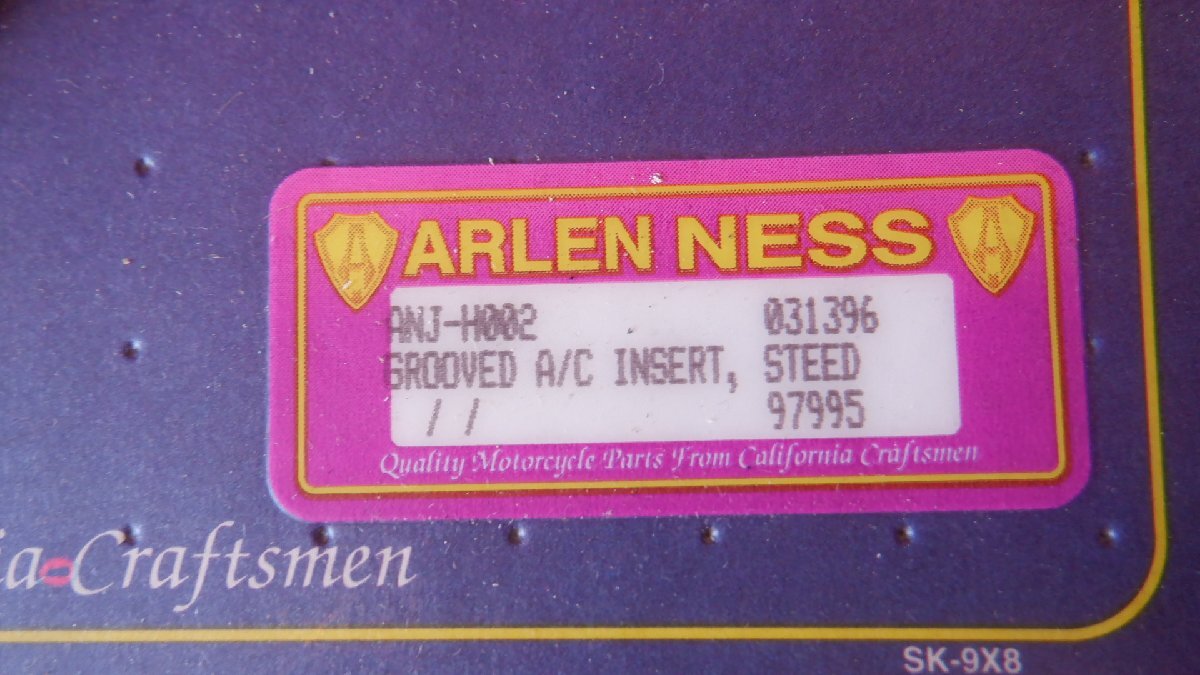 ARLEN NESS
ANJ-H002 031396
GROOVED A/C INSERT, STEED
/ / 97995
Quality Motorcycle Parts From California Craftsmen
ia Craftsmen
SK-9X8